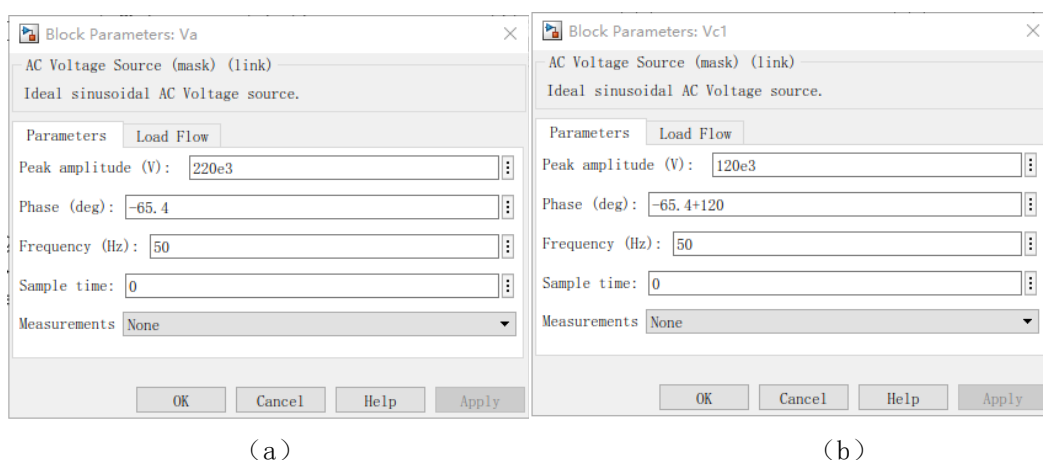 Block Parameters: Va
AC Voltage Source (mask) (link)
Ideal sinusoidal AC Voltage source.
Parameters Load Flow
Peak amplitude (V): 220e3
Phase (deg): -65.4
Frequency (Hz): 50
Sample time: 0
Measurements None
OK Cancel Help Apply
(a)
Block Parameters: Vc1
AC Voltage Source (mask) (link)
Ideal sinusoidal AC Voltage source.
Parameters Load Flow
Peak amplitude (V): 120e3
Phase (deg): -65.4+120
Frequency (Hz): 50
Sample time: 0
Measurements None
OK Cancel Help Apply
(b)